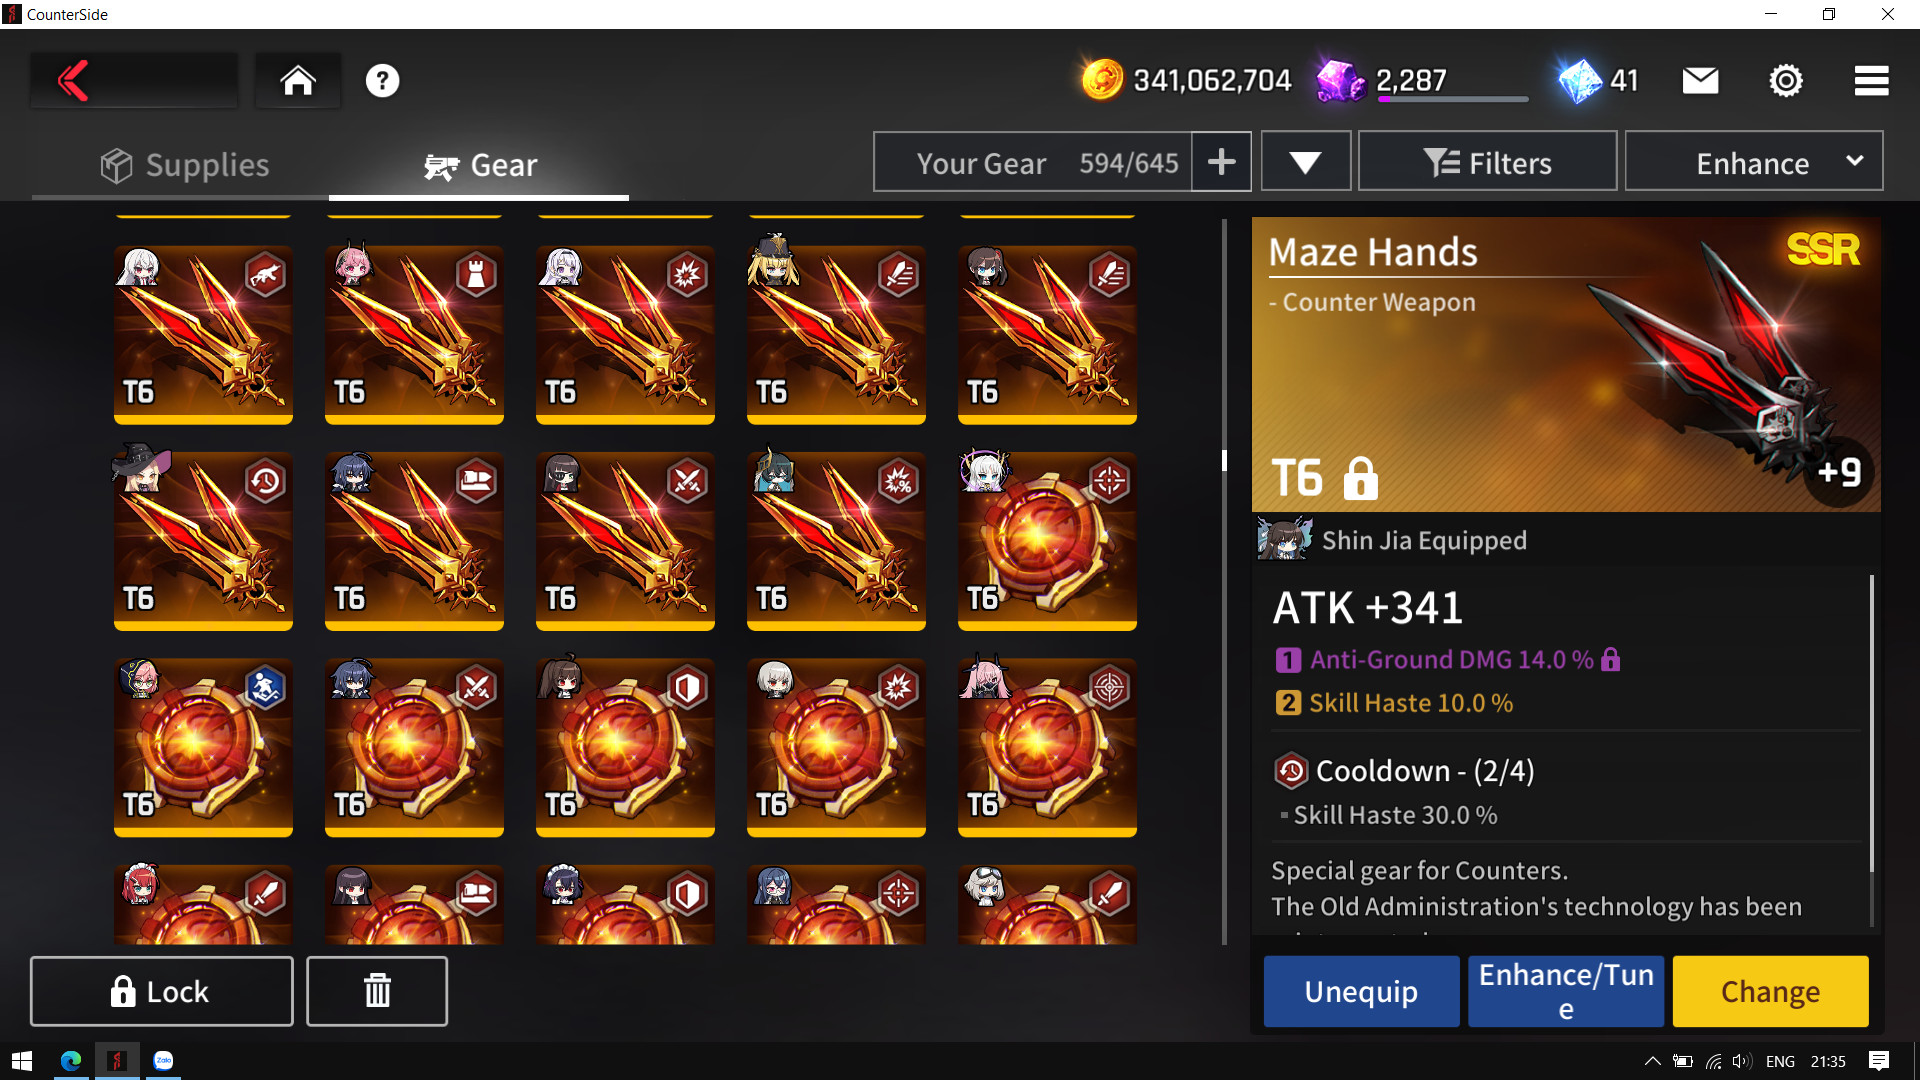 CounterSide
?
341,062,704
2,287
41
Supplies
Gear
Your Gear 594/645
Filters
Enhance
T6 T6 T6 T6 T6
T6 T6 T6 T6 T6
T6 T6 T6 T6 T6
Maze Hands
SSR
- Counter Weapon
T6
+9
Shin Jia Equipped
ATK +341
1 Anti-Ground DMG 14.0 %
2 Skill Haste 10.0 %
Cooldown - (2/4)
Skill Haste 30.0 %
Special gear for Counters.
The Old Administration's technology has been
Lock
Unequip
Enhance/Tun
e
Change
Zalo
ENG
21:35